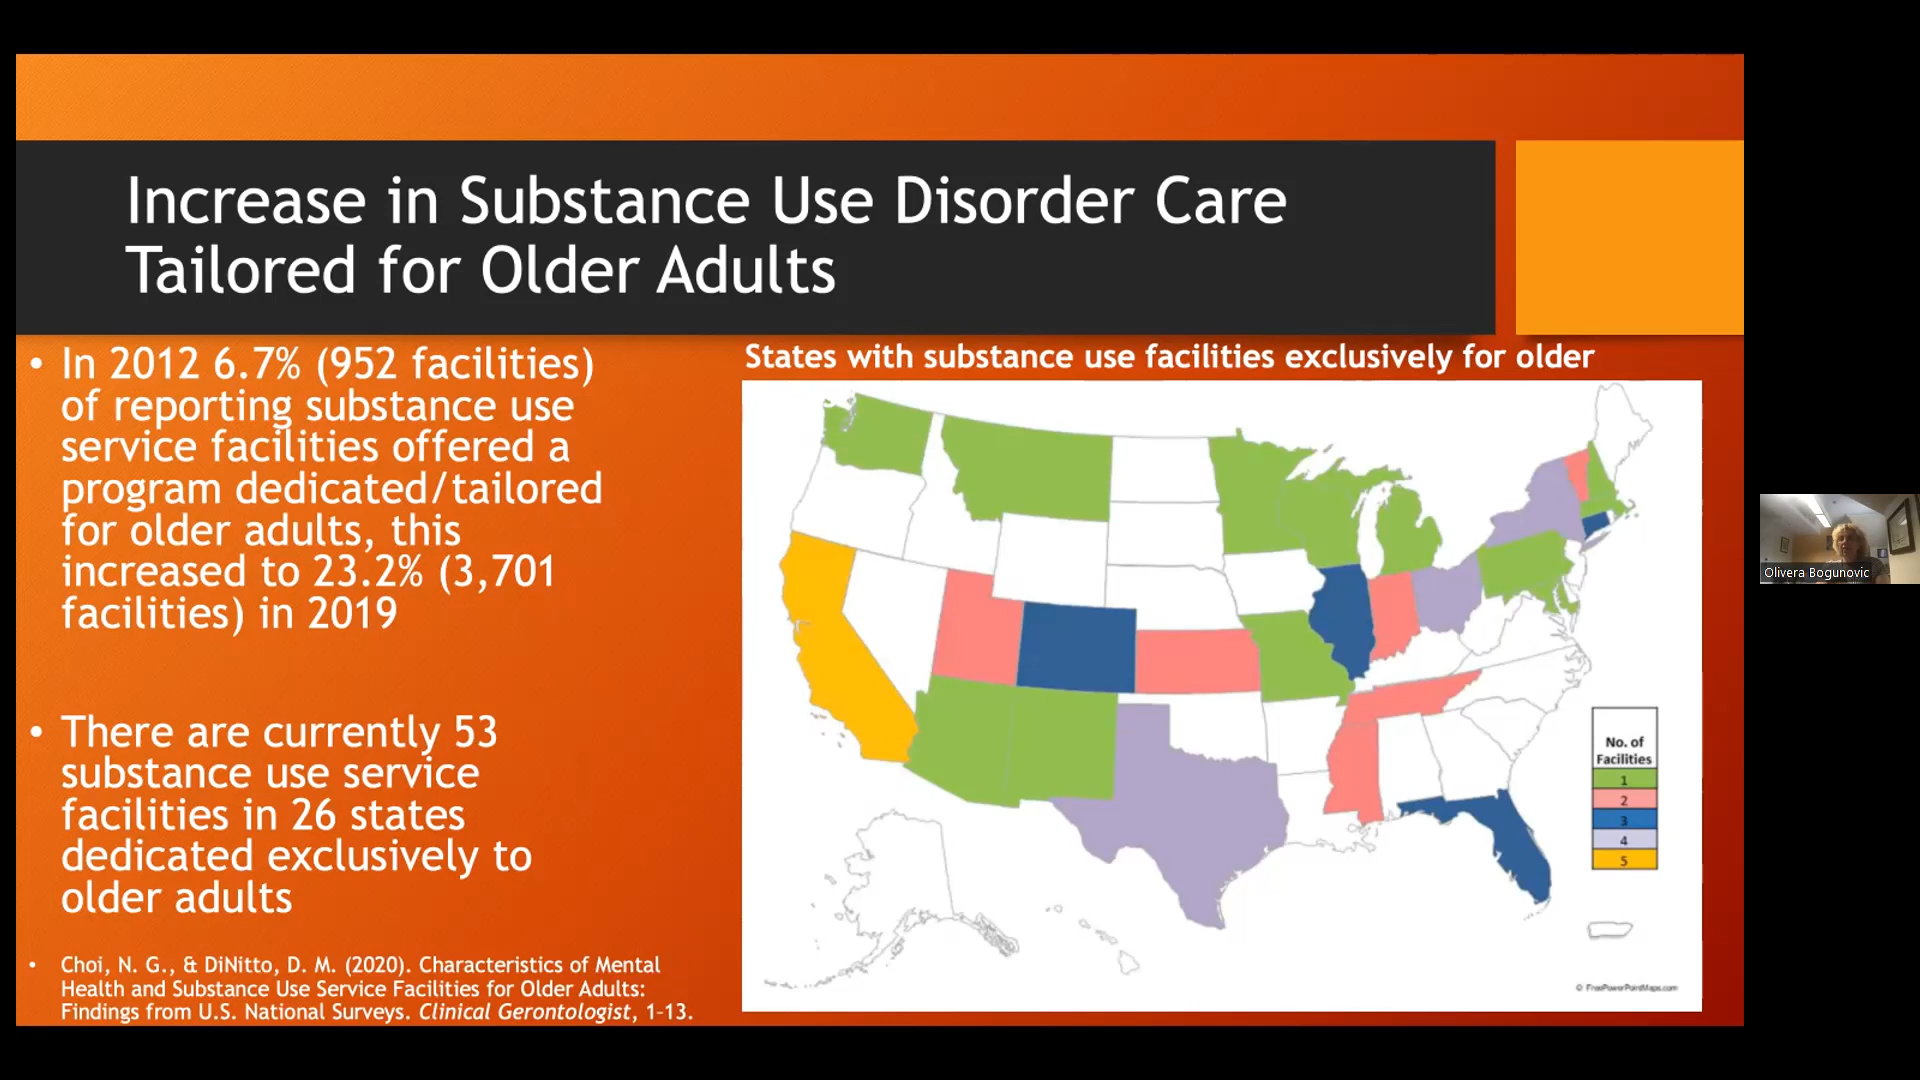 Increase in Substance Use Disorder Care
Tailored for Older Adults
• In 2012 6.7% (952 facilities)
of reporting substance use
service facilities offered a
program dedicated/tailored
for older adults, this
increased to 23.2% (3,701
facilities) in 2019
• There are currently 53
substance use service
facilities in 26 states
dedicated exclusively to
older adults
• Choi, N. G., & DiNitto, D. M. (2020). Characteristics of Mental
Health and Substance Use Service Facilities for Older Adults:
Findings from U.S. National Surveys. Clinical Gerontologist, 1–13.
States with substance use facilities exclusively for older
No. of
Facilities
1
2
3
4
5
© FreePowerPointMaps.com
Olivera Bogunovic